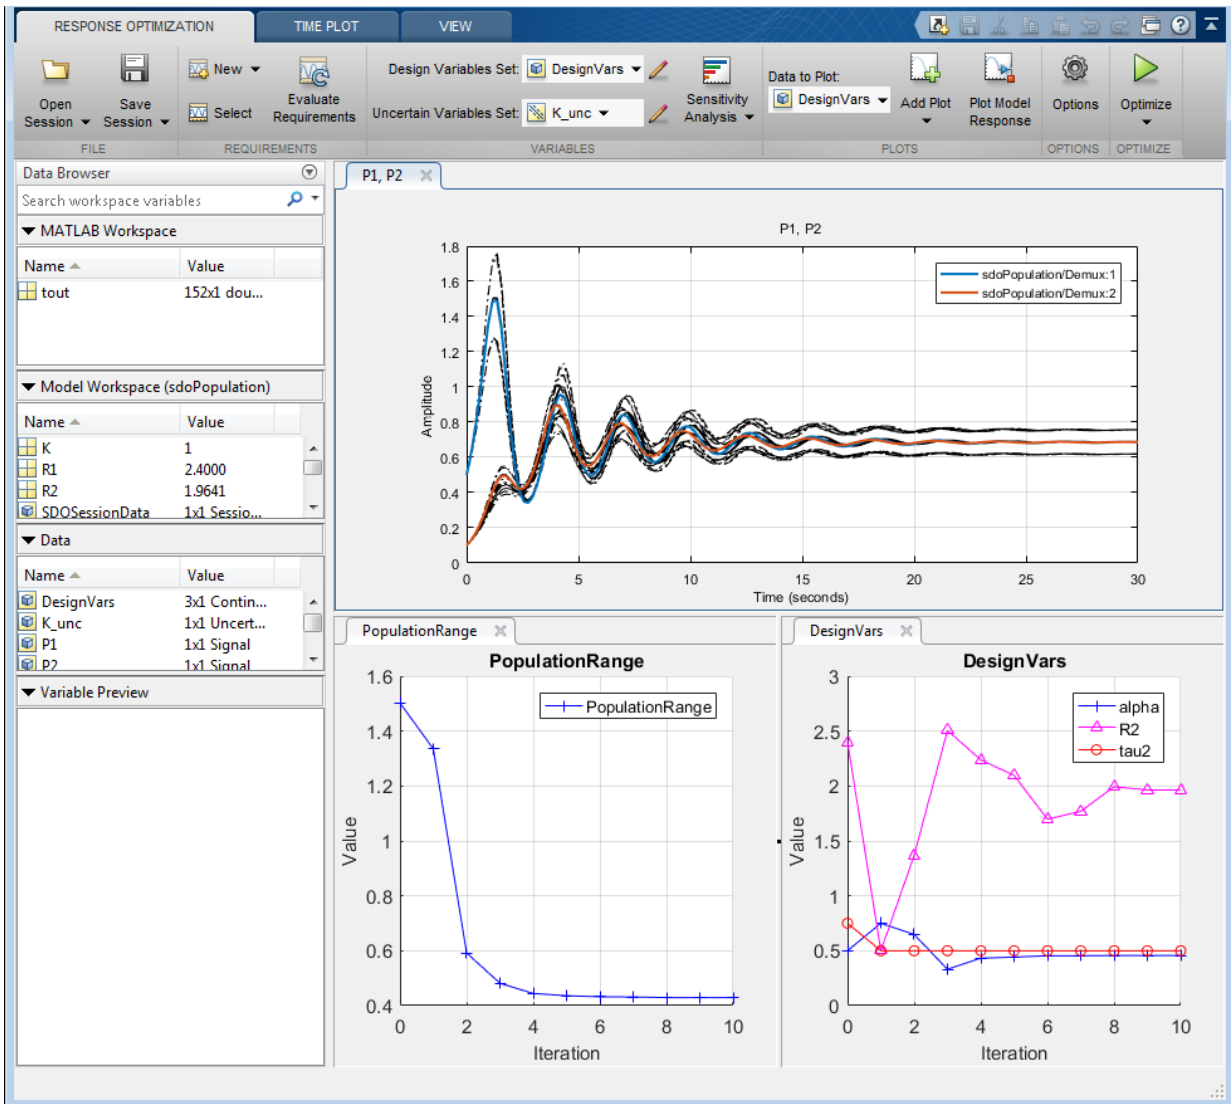 RESPONSE OPTIMIZATION TIME PLOT VIEW
New Design Variables Set: DesignVars Data to Plot:
Open Session Save Session Select Evaluate Requirements Uncertain Variables Set: K_unc Sensitivity Analysis DesignVars Add Plot Plot Model Response Options Optimize
FILE REQUIREMENTS VARIABLES PLOTS OPTIONS OPTIMIZE
Data Browser
Search workspace variables
MATLAB Workspace
Name Value
tout 152x1 dou...
Model Workspace (sdoPopulation)
Name Value
K 1
R1 2.4000
R2 1.9641
SDOSessionData 1x1 Sessio...
Data
Name Value
DesignVars 3x1 Contin...
K_unc 1x1 Uncert...
P1 1x1 Signal
P2 1x1 Signal
Variable Preview
P1, P2
P1, P2
sdoPopulation/Demux:1
sdoPopulation/Demux:2
Amplitude
1.8
1.6
1.4
1.2
1
0.8
0.6
0.4
0.2
0
0 5 10 15 20 25 30
Time (seconds)
PopulationRange
PopulationRange
PopulationRange
Value
1.6
1.4
1.2
1
0.8
0.6
0.4
0 2 4 6 8 10
Iteration
DesignVars
DesignVars
alpha
R2
tau2
Value
3
2.5
2
1.5
1
0.5
0
0 2 4 6 8 10
Iteration